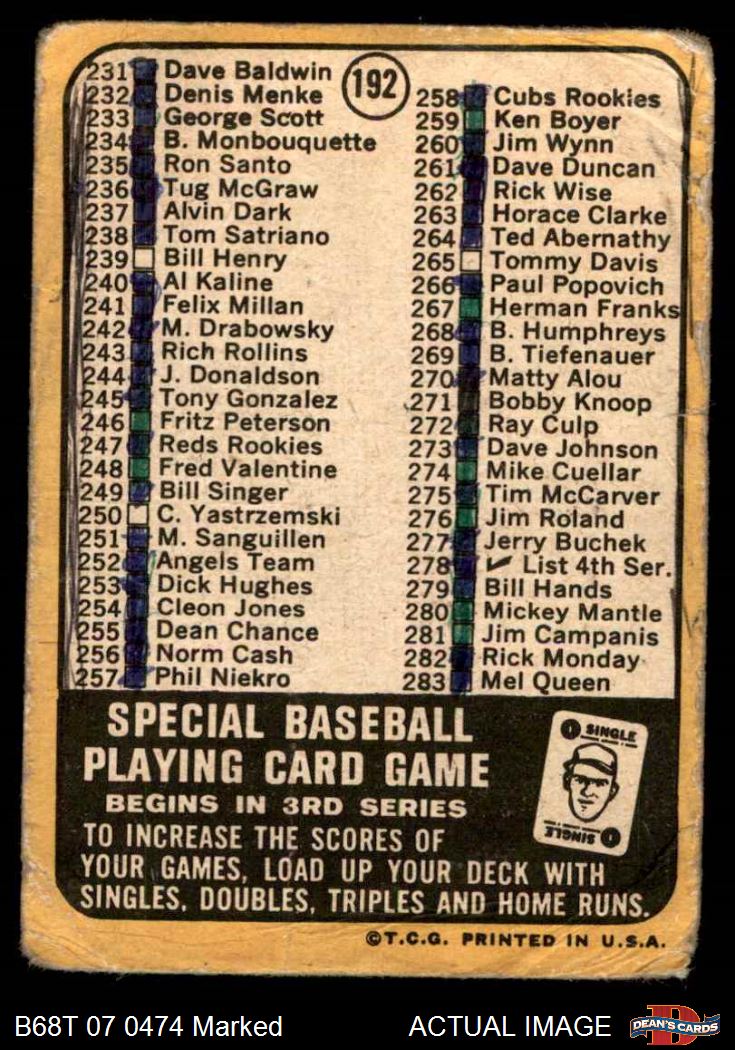 192
231 Dave Baldwin
232 Denis Menke
233 George Scott
234 B. Monbouquette
235 Ron Santo
236 Tug McGraw
237 Alvin Dark
238 Tom Satriano
239 Bill Henry
240 Al Kaline
241 Felix Millan
242 M. Drabowsky
243 Rich Rollins
244 J. Donaldson
245 Tony Gonzalez
246 Fritz Peterson
247 Reds Rookies
248 Fred Valentine
249 Bill Singer
250 C. Yastrzemski
251 M. Sanguillen
252 Angels Team
253 Dick Hughes
254 Cleon Jones
255 Dean Chance
256 Norm Cash
257 Phil Niekro
258 Cubs Rookies
259 Ken Boyer
260 Jim Wynn
261 Dave Duncan
262 Rick Wise
263 Horace Clarke
264 Ted Abernathy
265 Tommy Davis
266 Paul Popovich
267 Herman Franks
268 B. Humphreys
269 B. Tiefenauer
270 Matty Alou
271 Bobby Knoop
272 Ray Culp
273 Dave Johnson
274 Mike Cuellar
275 Tim McCarver
276 Jim Roland
277 Jerry Buchek
278 ✓ List 4th Ser.
279 Bill Hands
280 Mickey Mantle
281 Jim Campanis
282 Rick Monday
283 Mel Queen
SPECIAL BASEBALL
PLAYING CARD GAME
BEGINS IN 3RD SERIES
TO INCREASE THE SCORES OF
YOUR GAMES, LOAD UP YOUR DECK WITH
SINGLES, DOUBLES, TRIPLES AND HOME RUNS.
SINGLE
SINGLE
©T.C.G. PRINTED IN U.S.A.
B68T 07 0474 Marked
ACTUAL IMAGE
DEAN'S CARDS